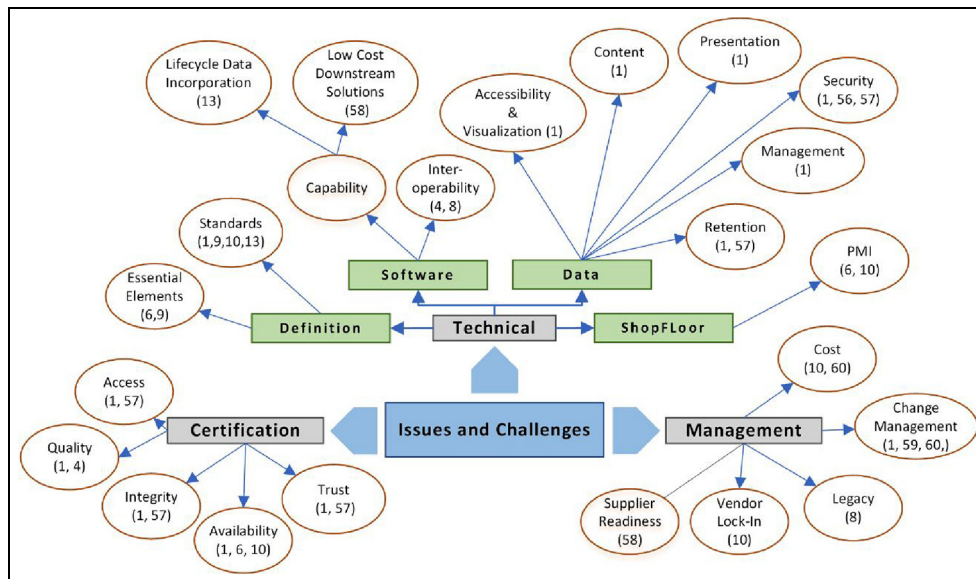 Lifecycle Data
Incorporation
(13)
Low Cost
Downstream
Solutions
(58)
Content
(1)
Presentation
(1)
Accessibility
&
Visualization (1)
Security
(1, 56, 57)
Management
(1)
Capability
Inter-
operability
(4, 8)
Retention
(1, 57)
Standards
(1,9,10,13)
PMI
(6, 10)
Software
Data
Essential
Elements
(6,9)
Definition
Technical
ShopFLoor
Cost
(10, 60)
Access
(1, 57)
Certification
Issues and Challenges
Management
Change
Management
(1, 59, 60,)
Quality
(1, 4)
Integrity
(1, 57)
Availability
(1, 6, 10)
Trust
(1, 57)
Supplier
Readiness
(58)
Vendor
Lock-In
(10)
Legacy
(8)